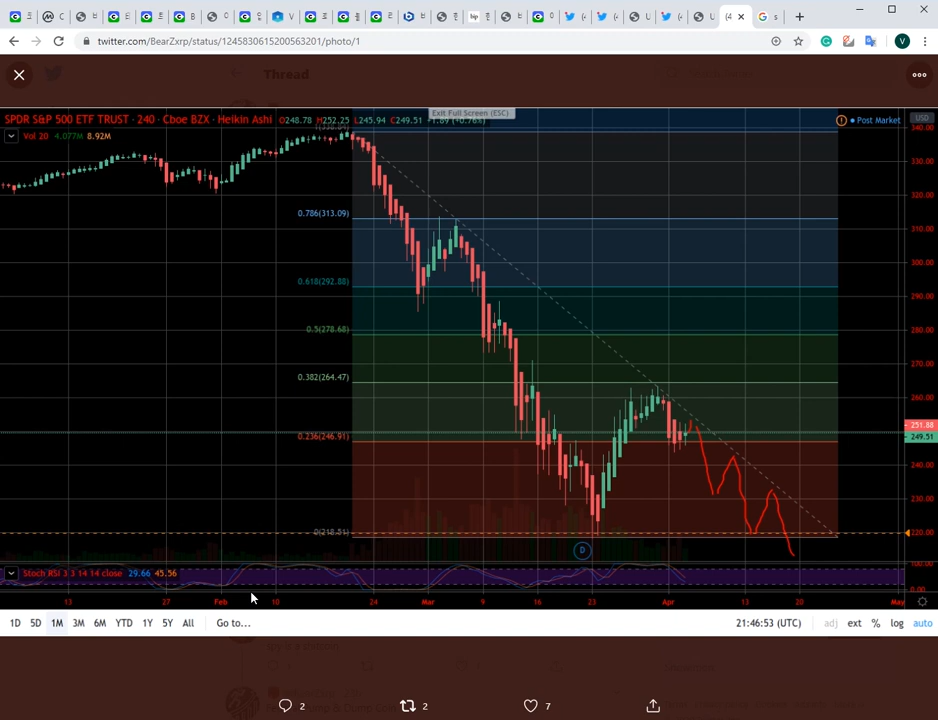 twitter.com/BearZxrp/status/1245830615200563201/photo/1
V
Thread
Exit Full Screen (ESC)
SPDR S&P 500 ETF TRUST · 240 · Cboe BZX · Heikin Ashi O248.78 H252.25 L245.94 C249.51 +1.89 (+0.76%)
Post Market
USD
Vol 20 4.077M 8.92M
340.00
330.00
320.00
310.00
300.00
290.00
280.00
270.00
260.00
251.88
249.51
240.00
230.00
220.00
0.786(313.09)
0.618(292.88)
0.5(278.68)
0.382(264.47)
0.236(246.91)
0(218.51)
D
Stoch RSI 3 3 14 14 close 29.66 45.56
100.00
0.00
13 27 Feb 10 24 Mar 9 16 23 Apr 13 20 May
1D 5D 1M 3M 6M YTD 1Y 5Y All Go to... 21:46:53 (UTC) adj ext % log auto
2 2 7